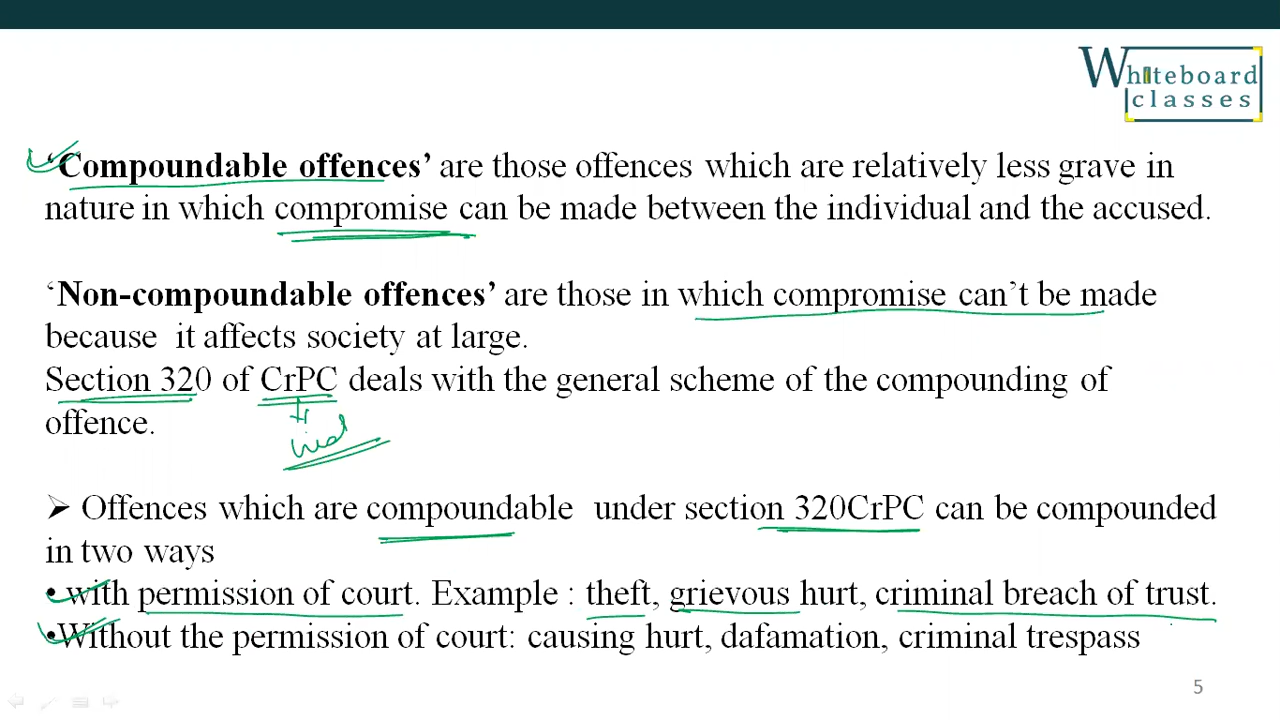 Whiteboard
classes
‘Compoundable offences’ are those offences which are relatively less grave in
nature in which compromise can be made between the individual and the accused.
‘Non-compoundable offences’ are those in which compromise can’t be made
because it affects society at large.
Section 320 of CrPC deals with the general scheme of the compounding of
offence.
➢ Offences which are compoundable under section 320CrPC can be compounded
in two ways
• with permission of court. Example : theft, grievous hurt, criminal breach of trust.
•Without the permission of court: causing hurt, dafamation, criminal trespass
5